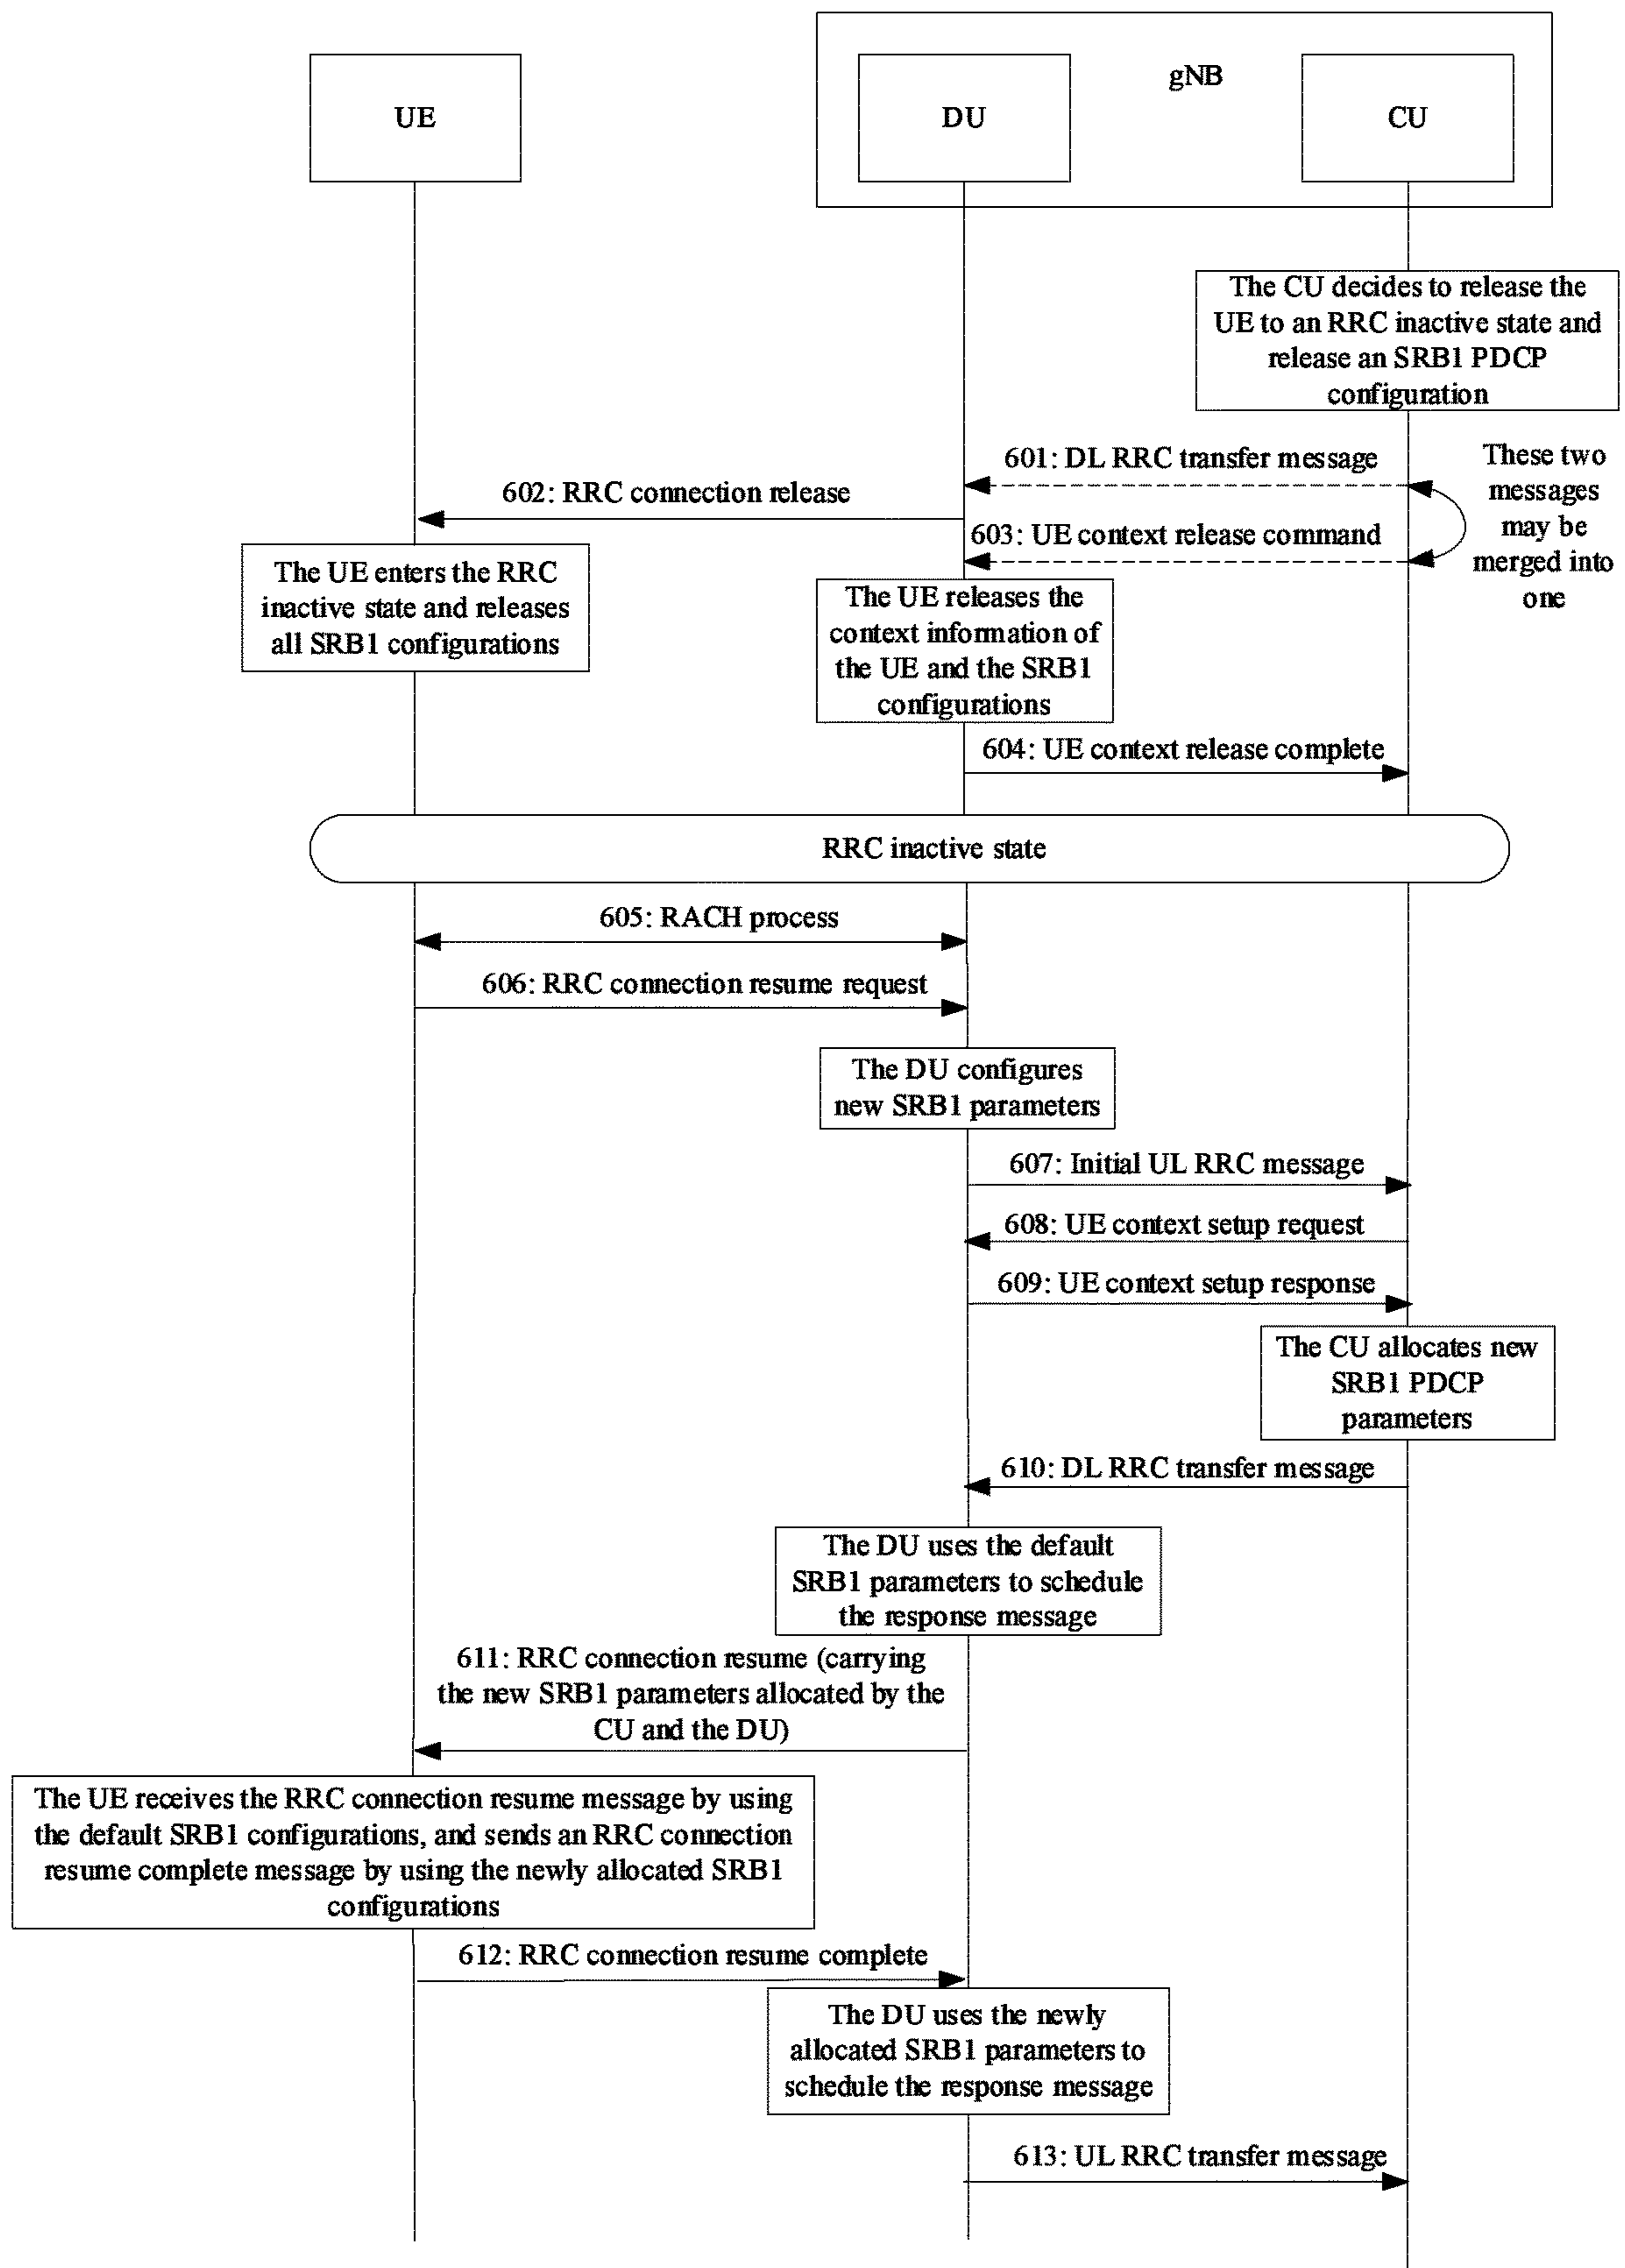 gNB
UE
DU
CU
The CU decides to release the
UE to an RRC inactive state and
release an SRB1 PDCP
configuration
601: DL RRC transfer message
These two
messages
may be
merged into
one
602: RRC connection release
603: UE context release command
The UE enters the RRC
inactive state and releases
all SRB1 configurations
The UE releases the
context information of
the UE and the SRB1
configurations
604: UE context release complete
RRC inactive state
605: RACH process
606: RRC connection resume request
The DU configures
new SRB1 parameters
607: Initial UL RRC message
608: UE context setup request
609: UE context setup response
The CU allocates new
SRB1 PDCP
parameters
610: DL RRC transfer message
The DU uses the default
SRB1 parameters to schedule
the response message
611: RRC connection resume (carrying
the new SRB1 parameters allocated by the
CU and the DU)
The UE receives the RRC connection resume message by using
the default SRB1 configurations, and sends an RRC connection
resume complete message by using the newly allocated SRB1
configurations
612: RRC connection resume complete
The DU uses the newly
allocated SRB1 parameters to
schedule the response message
613: UL RRC transfer message